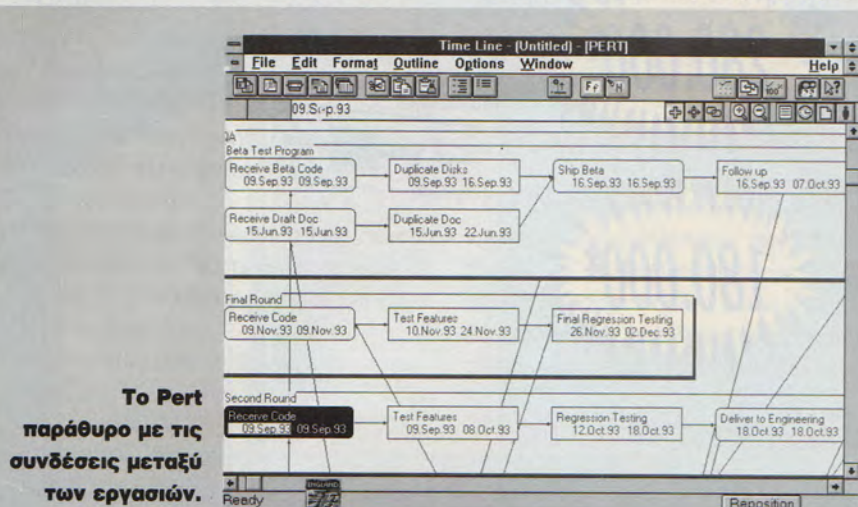 Time Line - (Untitled) - [PERT]
File Edit Format Outline Options Window Help
09.Sep.93
QA
Beta Test Program
Receive Beta Code
09.Sep.93 09.Sep.93
Duplicate Disks
09.Sep.93 16.Sep.93
Ship Beta
16.Sep.93 16.Sep.93
Follow up
16.Sep.93 07.Oct.93
Receive Draft Doc
15.Jun.93 15.Jun.93
Duplicate Doc
15.Jun.93 22.Jun.93
Final Round
Receive Code
09.Nov.93 09.Nov.93
Test Features
10.Nov.93 24.Nov.93
Final Regression Testing
26.Nov.93 02.Dec.93
Second Round
Receive Code
09.Sep.93 09.Sep.93
Test Features
09.Sep.93 08.Oct.93
Regression Testing
12.Oct.93 18.Oct.93
Deliver to Engineering
18.Oct.93 18.Oct.93
Ready
ENGLAND
Reposition
Το Pert
παράθυρο με τις
συνδέσεις μεταξύ
των εργασιών.